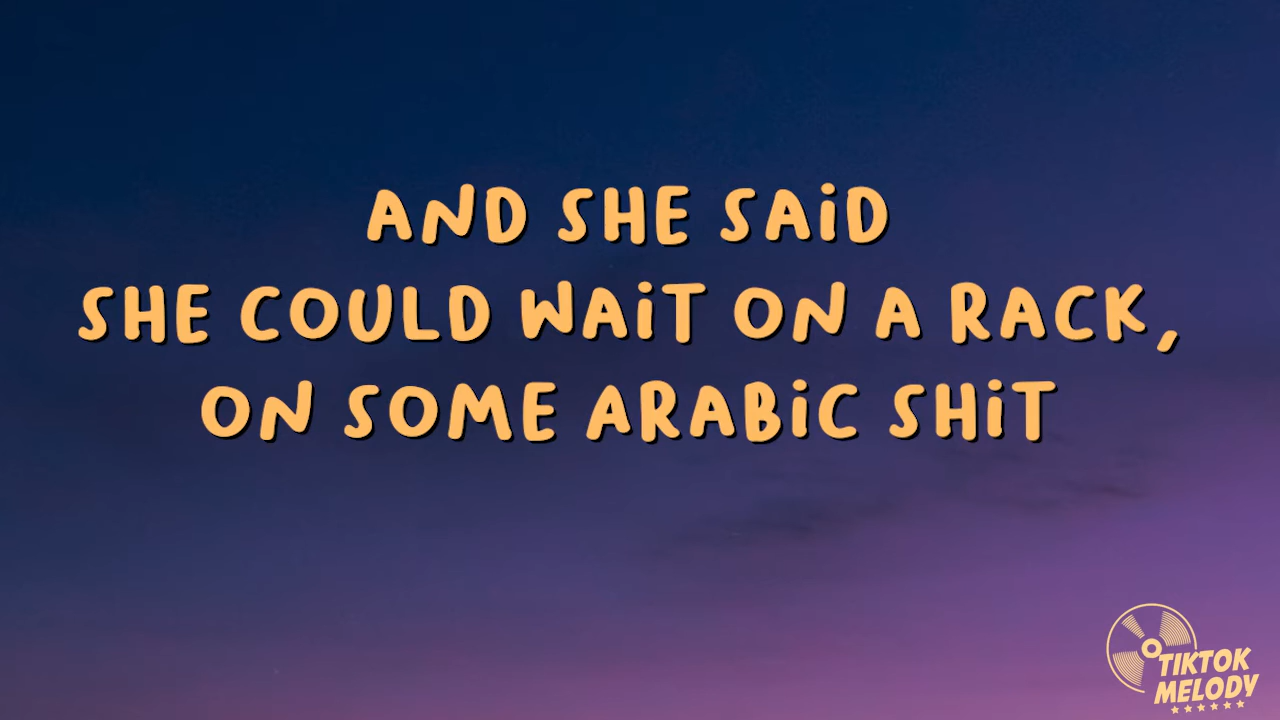 AND SHE SAiD
SHE COULD WAiT ON A RACK,
ON SOME ARABiC SHiT
TIKTOK
MELODY